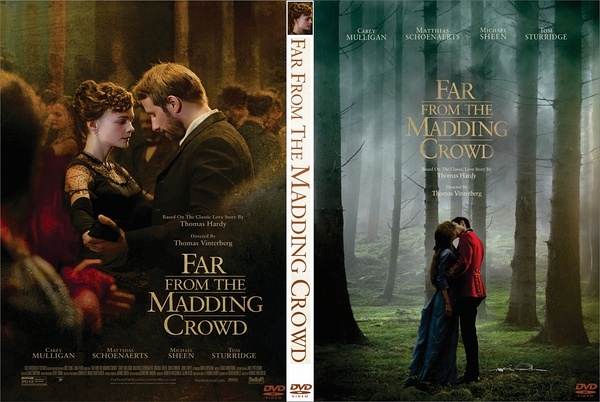 Based On The Classic Love Story By
Thomas Hardy
Directed By
Thomas Vinterberg
FAR
FROM THE
MADDING
CROWD
CAREY
MULLIGAN
MATTHIAS
SCHOENAERTS
MICHAEL
SHEEN
TOM
STURRIDGE
DVD
VIDEO
FAR FROM THE MADDING CROWD
DVD
VIDEO
CAREY
MULLIGAN
MATTHIAS
SCHOENAERTS
MICHAEL
SHEEN
TOM
STURRIDGE
FAR
FROM THE
MADDING
CROWD
Based On The Classic Love Story By
Thomas Hardy
Directed By
Thomas Vinterberg
DVD
VIDEO